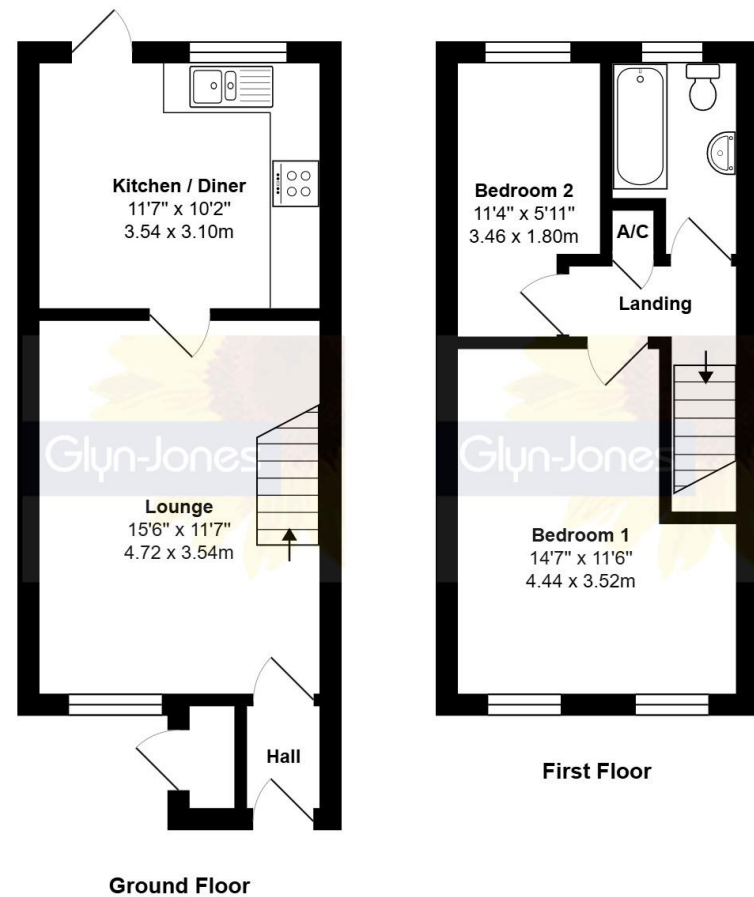 Kitchen / Diner
11'7" x 10'2"
3.54 x 3.10m
Glyn-Jones
Lounge
15'6" x 11'7"
4.72 x 3.54m
Hall
Ground Floor
Bedroom 2
11'4" x 5'11"
3.46 x 1.80m
A/C
Landing
Glyn-Jones
Bedroom 1
14'7" x 11'6"
4.44 x 3.52m
First Floor